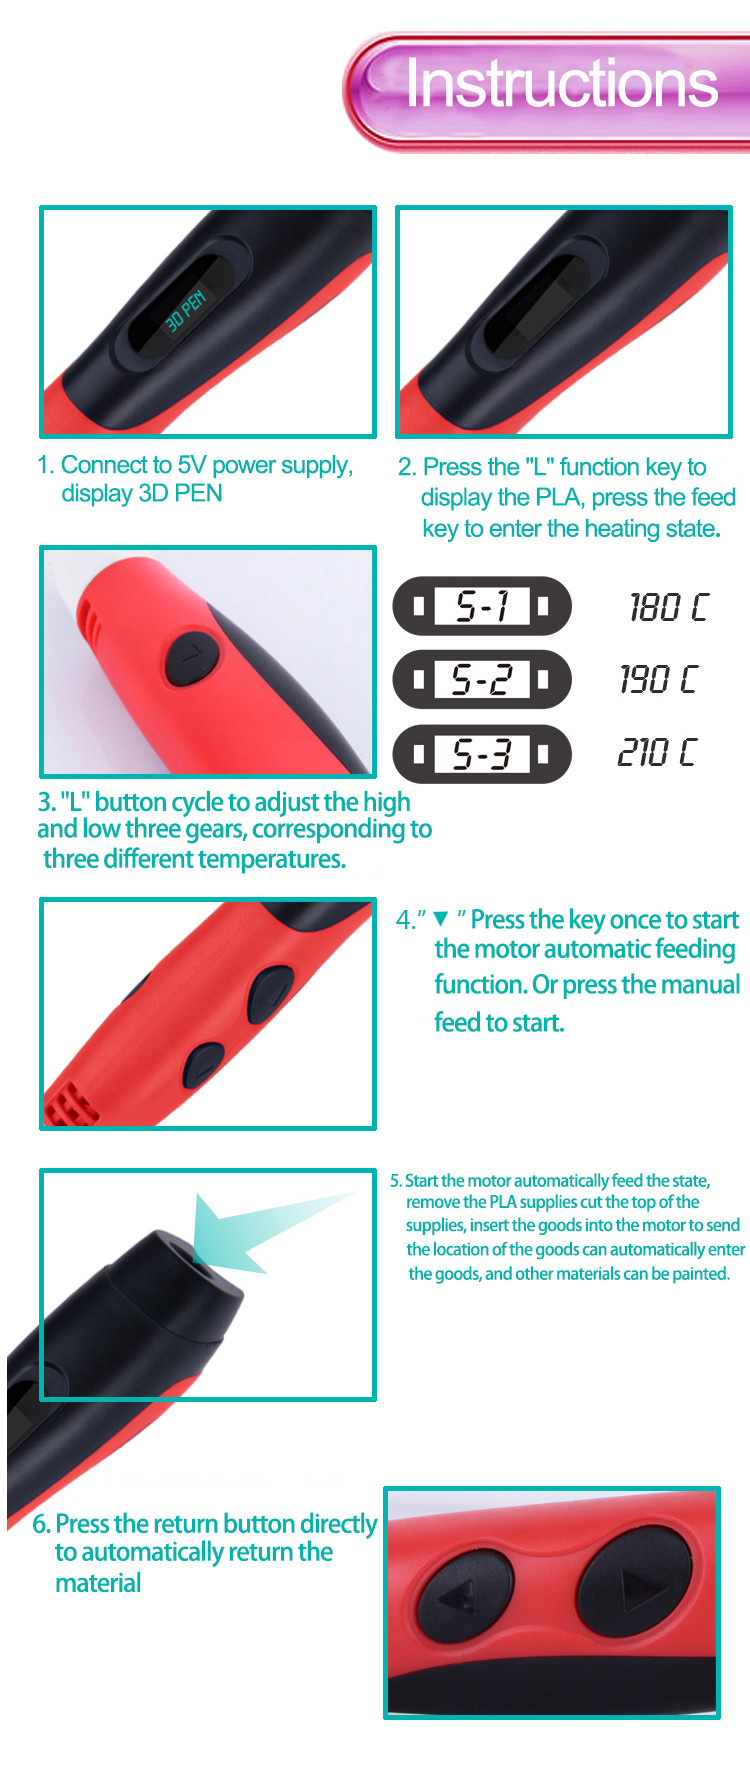 Instructions
3D PEN
1. Connect to 5V power supply,
display 3D PEN
2. Press the "L" function key to
display the PLA, press the feed
key to enter the heating state.
L
S-1 180 C
S-2 190 C
S-3 210 C
3. "L" button cycle to adjust the high
and low three gears, corresponding to
three different temperatures.
4." ▼ " Press the key once to start
the motor automatic feeding
function. Or press the manual
feed to start.
5. Start the motor automatically feed the state,
remove the PLA supplies cut the top of the
supplies, insert the goods into the motor to send
the location of the goods can automatically enter
the goods, and other materials can be painted.
6. Press the return button directly
to automatically return the
material